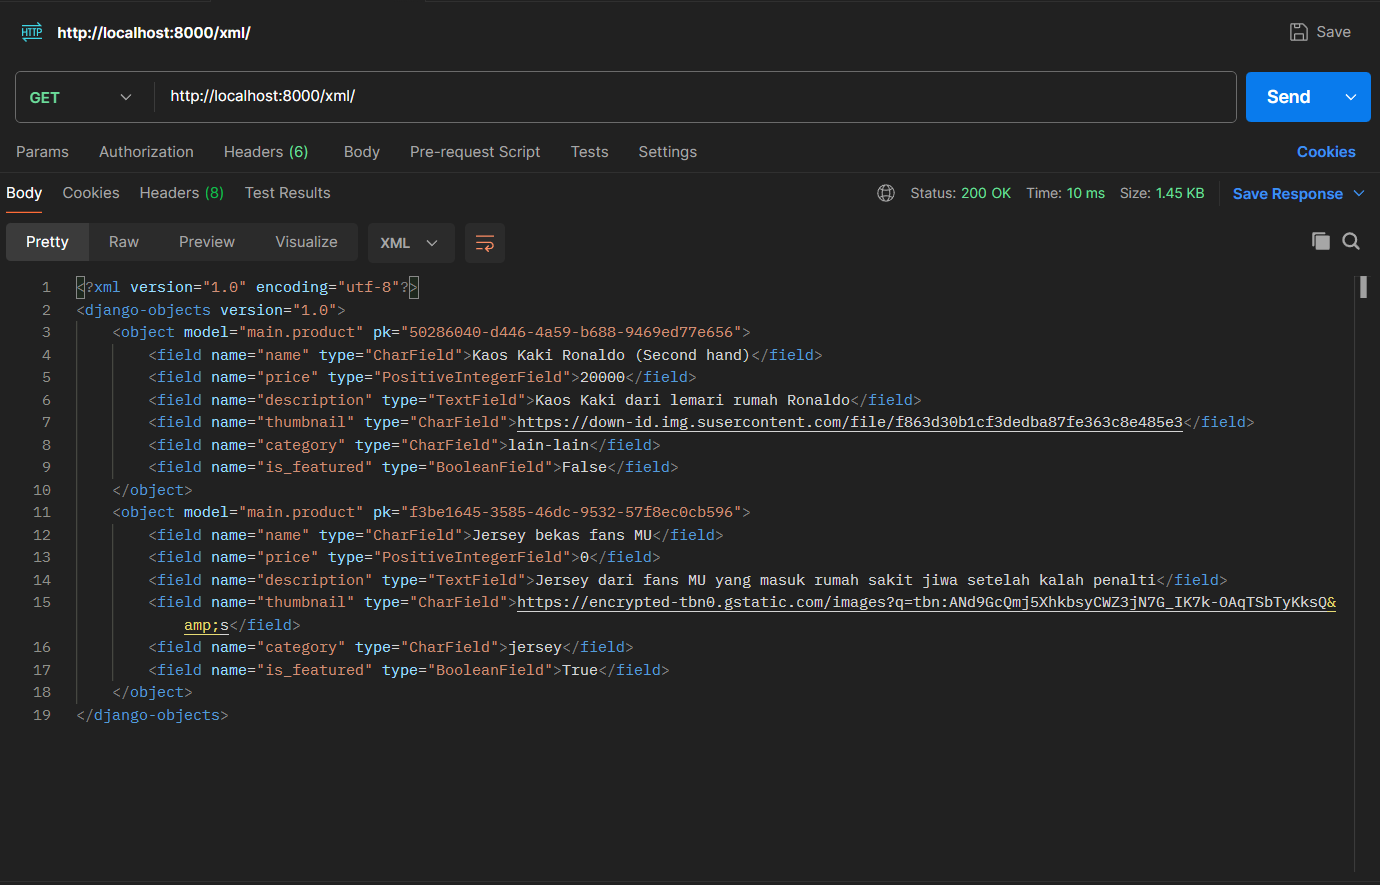 HTTP http://localhost:8000/xml/ Save
GET http://localhost:8000/xml/ Send
Params Authorization Headers (6) Body Pre-request Script Tests Settings Cookies
Body Cookies Headers (8) Test Results Status: 200 OK Time: 10 ms Size: 1.45 KB Save Response
Pretty Raw Preview Visualize XML
1 <?xml version="1.0" encoding="utf-8"?>
2 <django-objects version="1.0">
3 <object model="main.product" pk="50286040-d446-4a59-b688-9469ed77e656">
4 <field name="name" type="CharField">Kaos Kaki Ronaldo (Second hand)</field>
5 <field name="price" type="PositiveIntegerField">20000</field>
6 <field name="description" type="TextField">Kaos Kaki dari lemari rumah Ronaldo</field>
7 <field name="thumbnail" type="CharField">https://down-id.img.susercontent.com/file/f863d30b1cf3dedba87fe363c8e485e3</field>
8 <field name="category" type="CharField">lain-lain</field>
9 <field name="is_featured" type="BooleanField">False</field>
10 </object>
11 <object model="main.product" pk="f3be1645-3585-46dc-9532-57f8ec0cb596">
12 <field name="name" type="CharField">Jersey bekas fans MU</field>
13 <field name="price" type="PositiveIntegerField">0</field>
14 <field name="description" type="TextField">Jersey dari fans MU yang masuk rumah sakit jiwa setelah kalah penalti</field>
15 <field name="thumbnail" type="CharField">https://encrypted-tbn0.gstatic.com/images?q=tbn:ANd9GcQmj5XhkbsyCWZ3jN7G_IK7k-OAqTSbTyKksQ&
amp;s</field>
16 <field name="category" type="CharField">jersey</field>
17 <field name="is_featured" type="BooleanField">True</field>
18 </object>
19 </django-objects>